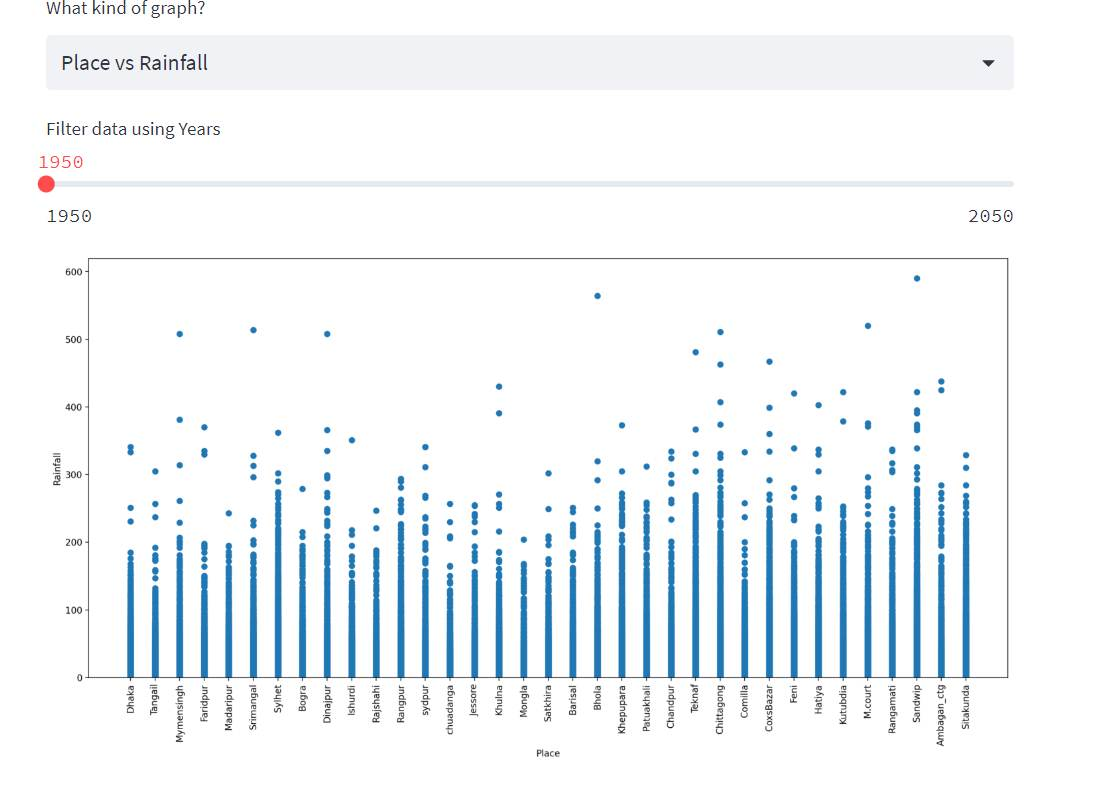 What kind of graph?
Place vs Rainfall
Filter data using Years
1950
1950 2050
600
500
400
300
200
100
0
Rainfall
Dhaka
Tangail
Mymensingh
Faridpur
Madaripur
Srimangal
Sylhet
Bogra
Dinajpur
Ishurdi
Rajshahi
Rangpur
sydpur
chuadanga
Jessore
Khulna
Mongla
Satkhira
Barisal
Bhola
Khepupara
Patuakhali
Chandpur
Teknaf
Chittagong
Comilla
CoxsBazar
Feni
Hatiya
Kutubdia
M.court
Rangamati
Sandwip
Ambagan_ctg
Sitakunda
Place